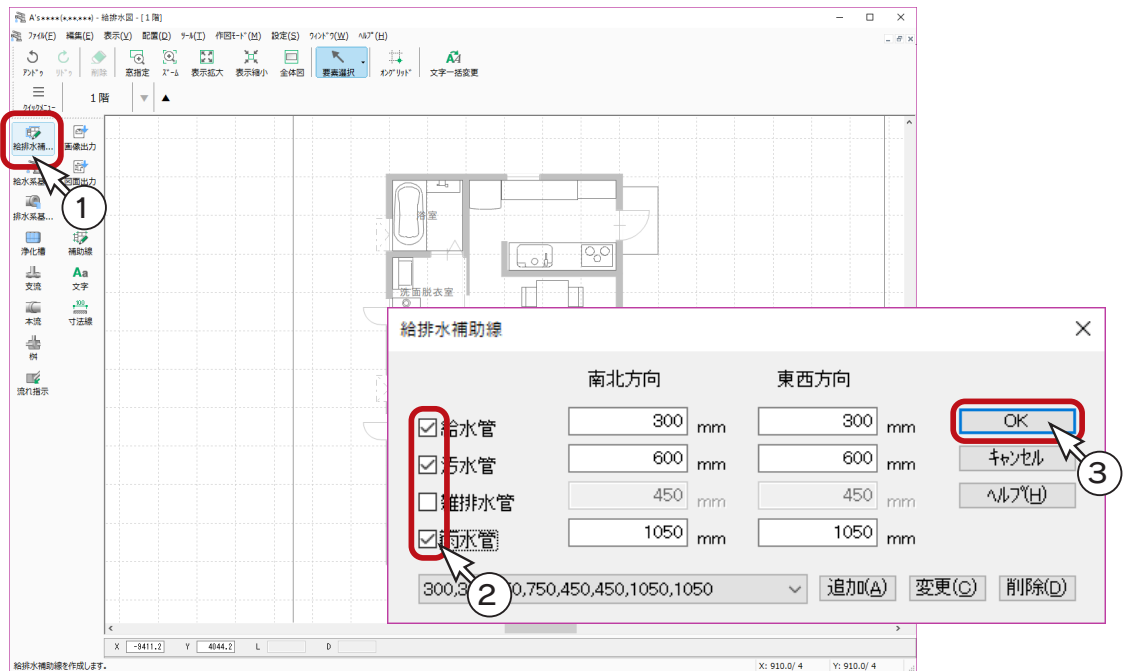 A's****(*,**,***) - 給排水図 - [1 階]
ﾌｧｲﾙ(F) 編集(E) 表示(V) 配置(D) ﾂｰﾙ(T) 作図ﾓｰﾄﾞ(M) 設定(S) ｳｨﾝﾄﾞｳ(W) ﾍﾙﾌﾟ(H)
ｱﾝﾄﾞｩ ﾘﾄﾞｩ 削除 窓指定 ｽﾞｰﾑ 表示拡大 表示縮小 全体図 要素選択 ｵﾝｸﾞﾘｯﾄﾞ 文字一括変更
ｸｲｯｸﾒﾆｭｰ 1 階 ▼ ▲
給排水補... 画像出力
給水系基... 図面出力
1
排水系基...
浄化槽 補助線
支流 Aa 文字
本流 100 寸法線
桝
流れ指示
浴室
洗面脱衣室
給排水補助線
南北方向 東西方向
給水管 300 mm 300 mm OK
汚水管 600 mm 600 mm ｷｬﾝｾﾙ
3
雑排水管 450 mm 450 mm ﾍﾙﾌﾟ(H)
雨水管 1050 mm 1050 mm
2
0,750,450,450,1050,1050 追加(A) 変更(C) 削除(D)
X -9411.2 Y 4044.2 L D
給排水補助線を作成します。 X: 910.0/ 4 Y: 910.0/ 4